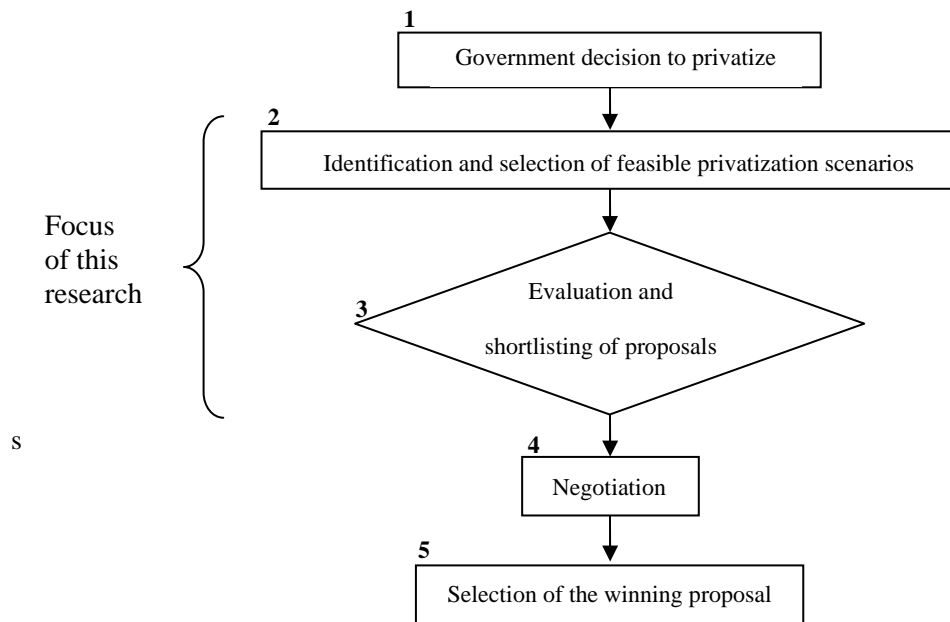 1
Government decision to privatize
2
Identification and selection of feasible privatization scenarios
Focus
of this
research
3
Evaluation and
shortlisting of proposals
s
4
Negotiation
5
Selection of the winning proposal